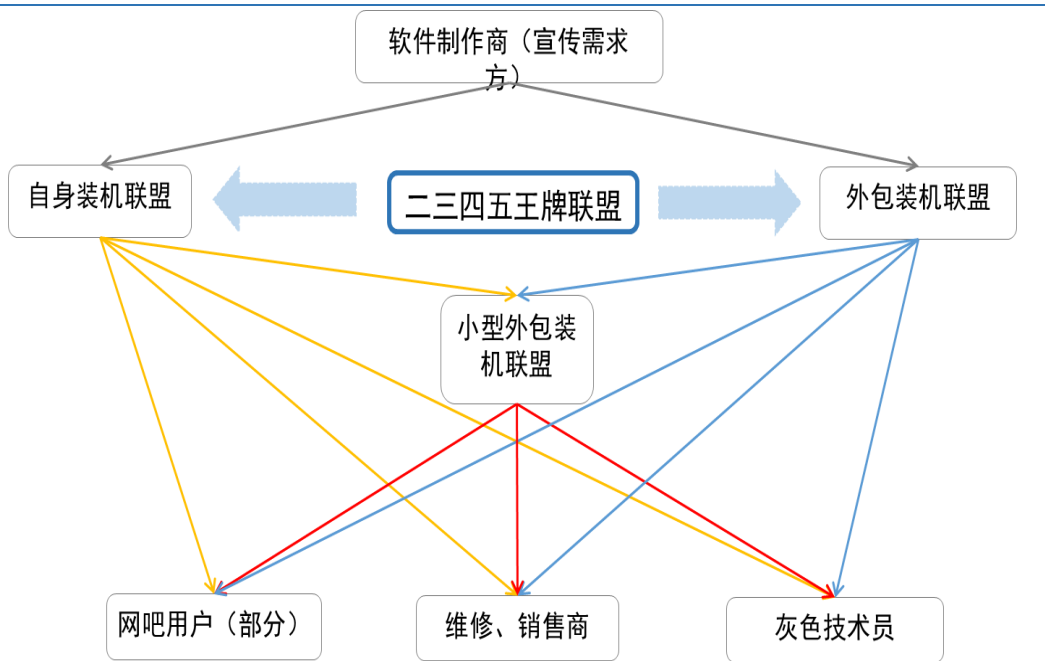 软件制作商（宣传需求
方）
自身装机联盟
二三四五王牌联盟
外包装机联盟
小型外包装
机联盟
网吧用户（部分）
维修、销售商
灰色技术员